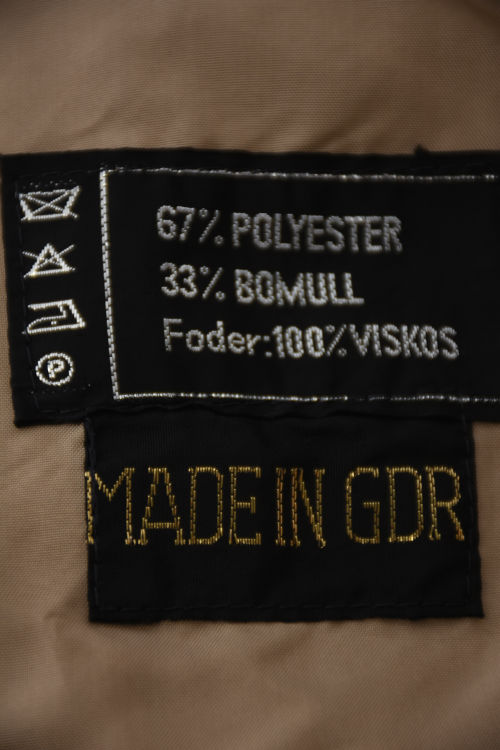 67% POLYESTER
33% BOMULL
Foder:100% VISKOS
P
MADE IN GDR